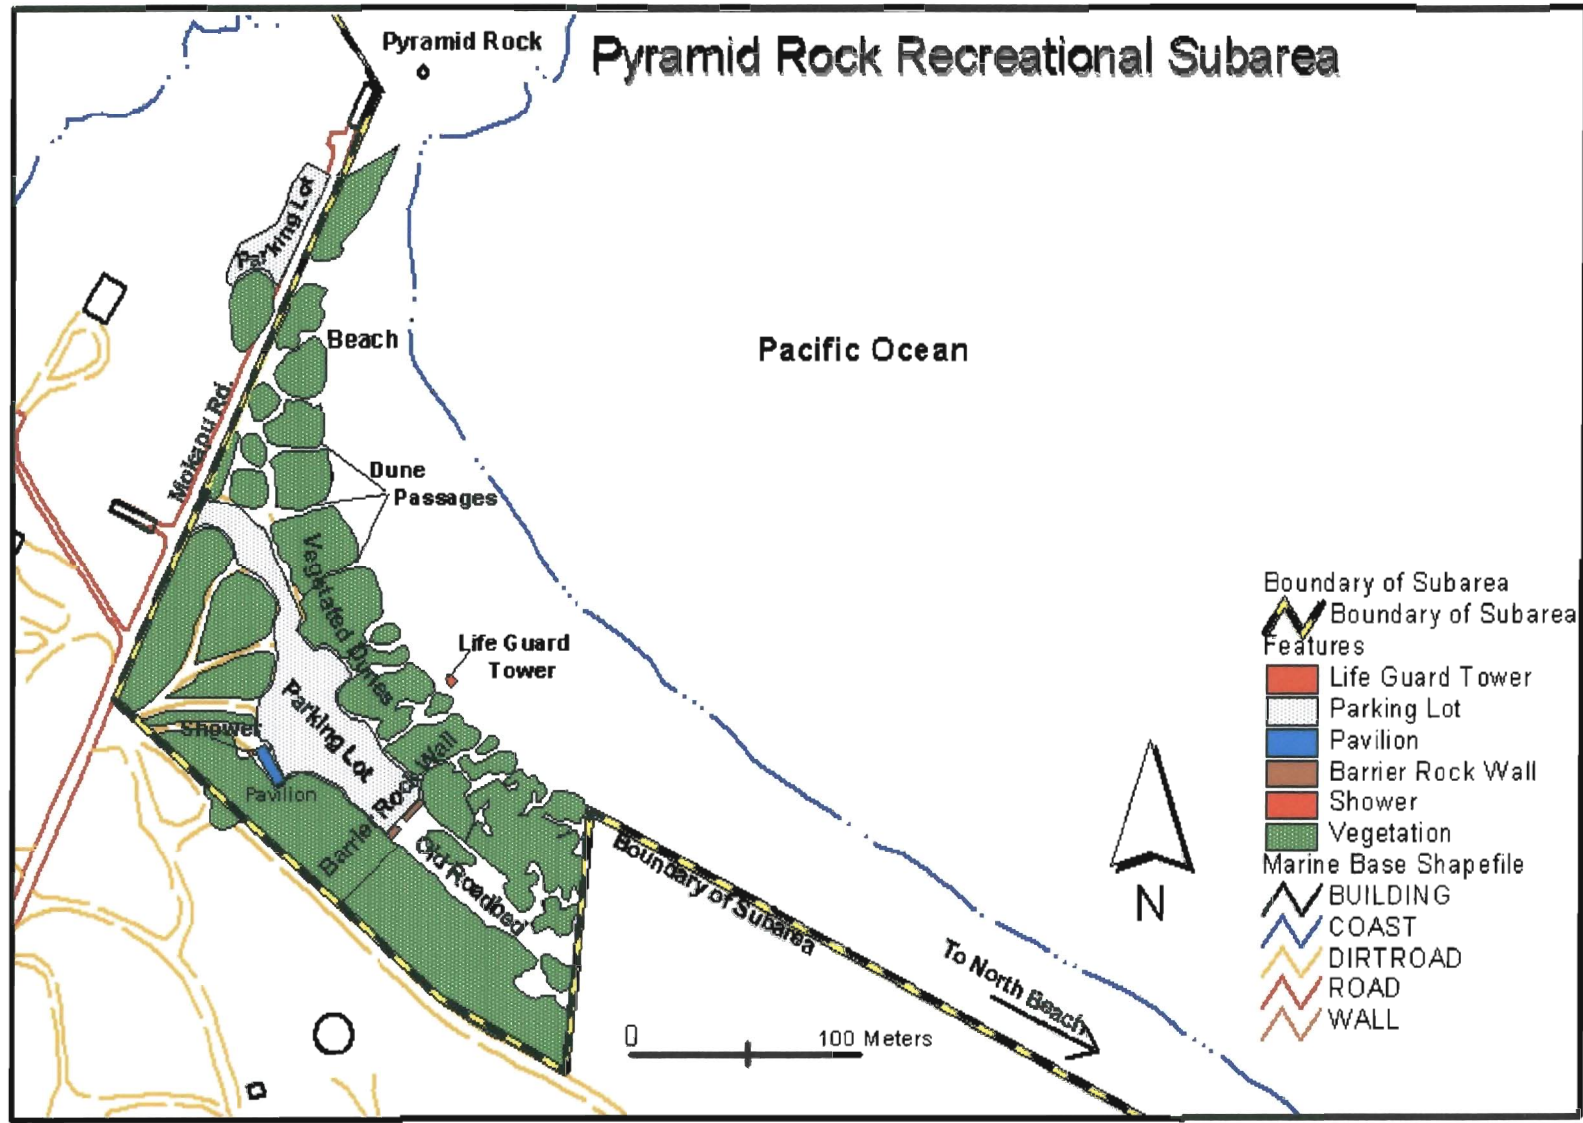 Pyramid Rock
Pyramid Rock Recreational Subarea
Parking Lot
Beach
Pacific Ocean
Mokapu Rd.
Dune
Passages
Vegetated Dunes
Life Guard
Tower
Parking Lot
Shower
Pavilion
Barrier Rock Wall
Old Roadbed
Boundary of Subarea
To North Beach
N
0 100 Meters
Boundary of Subarea
Boundary of Subarea
Features
Life Guard Tower
Parking Lot
Pavilion
Barrier Rock Wall
Shower
Vegetation
Marine Base Shapefile
BUILDING
COAST
DIRTROAD
ROAD
WALL